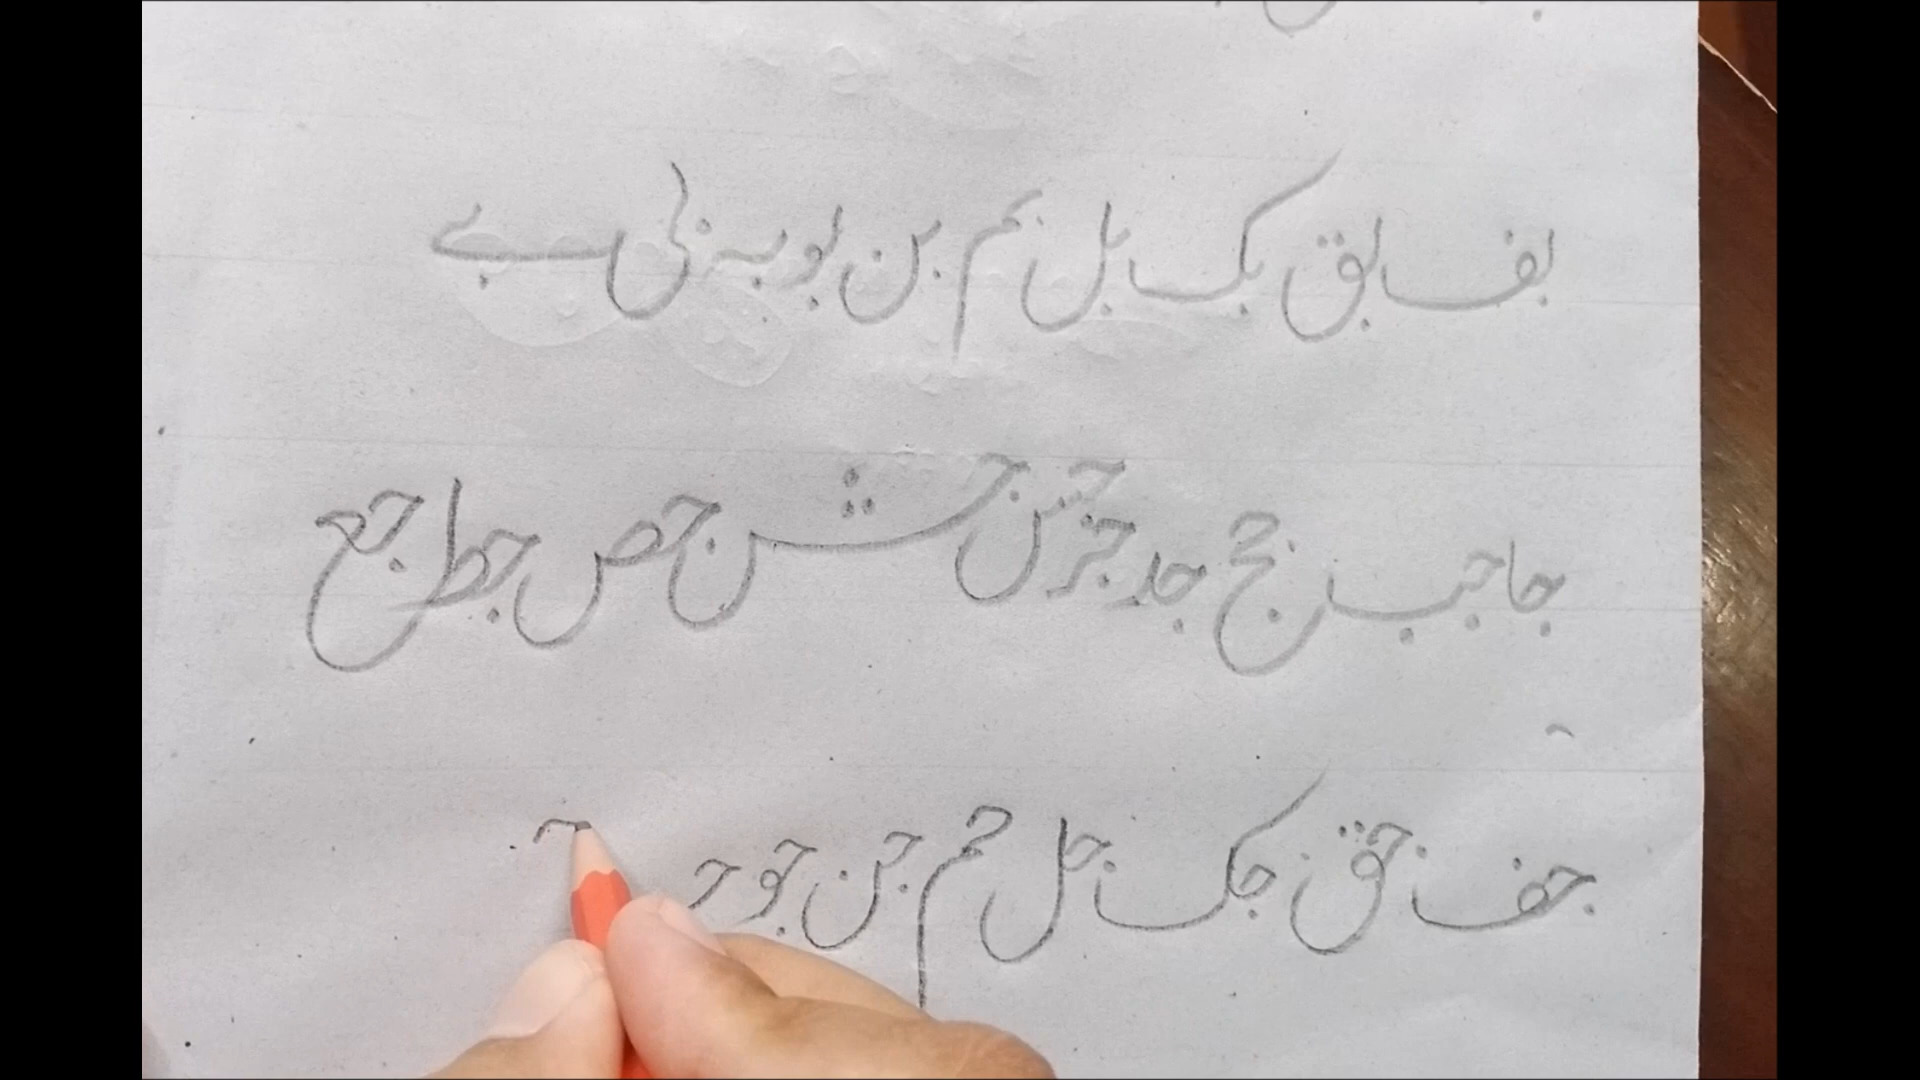 بف بق بک بل بم بن بو بہ بی بے
جا جب جج جد جز جس جش جص جط جع
جف جق جک جل جم جن جو